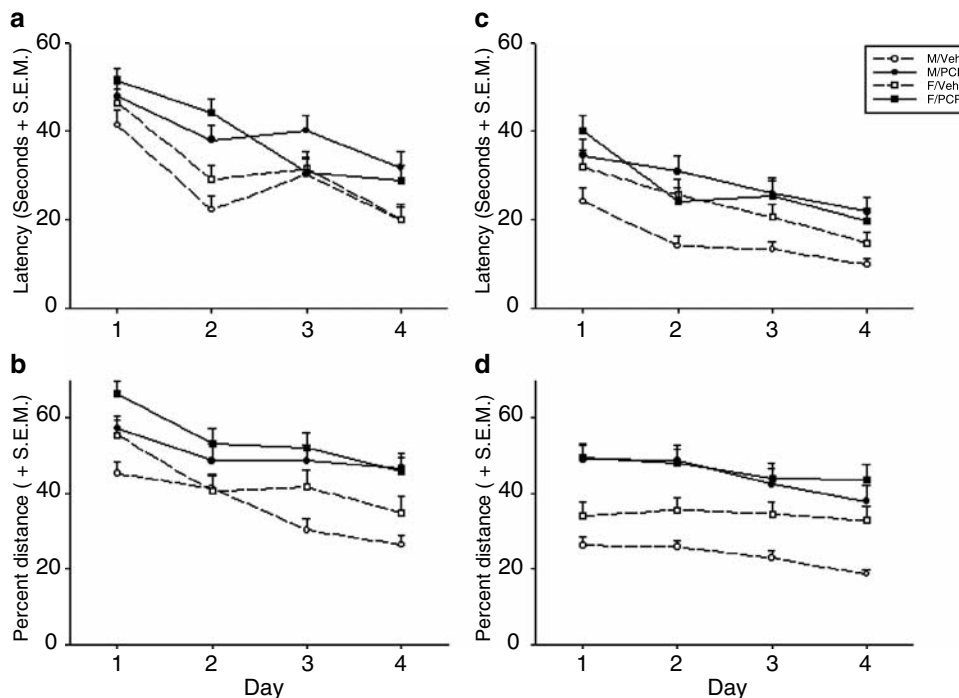 a
Latency (Seconds + S.E.M.)
60
40
20
0
1 2 3 4
c
Latency (Seconds + S.E.M.)
60
40
20
0
1 2 3 4
M/Veh
M/PCP
F/Veh
F/PCP
b
Percent distance ( + S.E.M.)
60
40
20
0
1 2 3 4
Day
d
Percent distance ( + S.E.M.)
60
40
20
0
1 2 3 4
Day